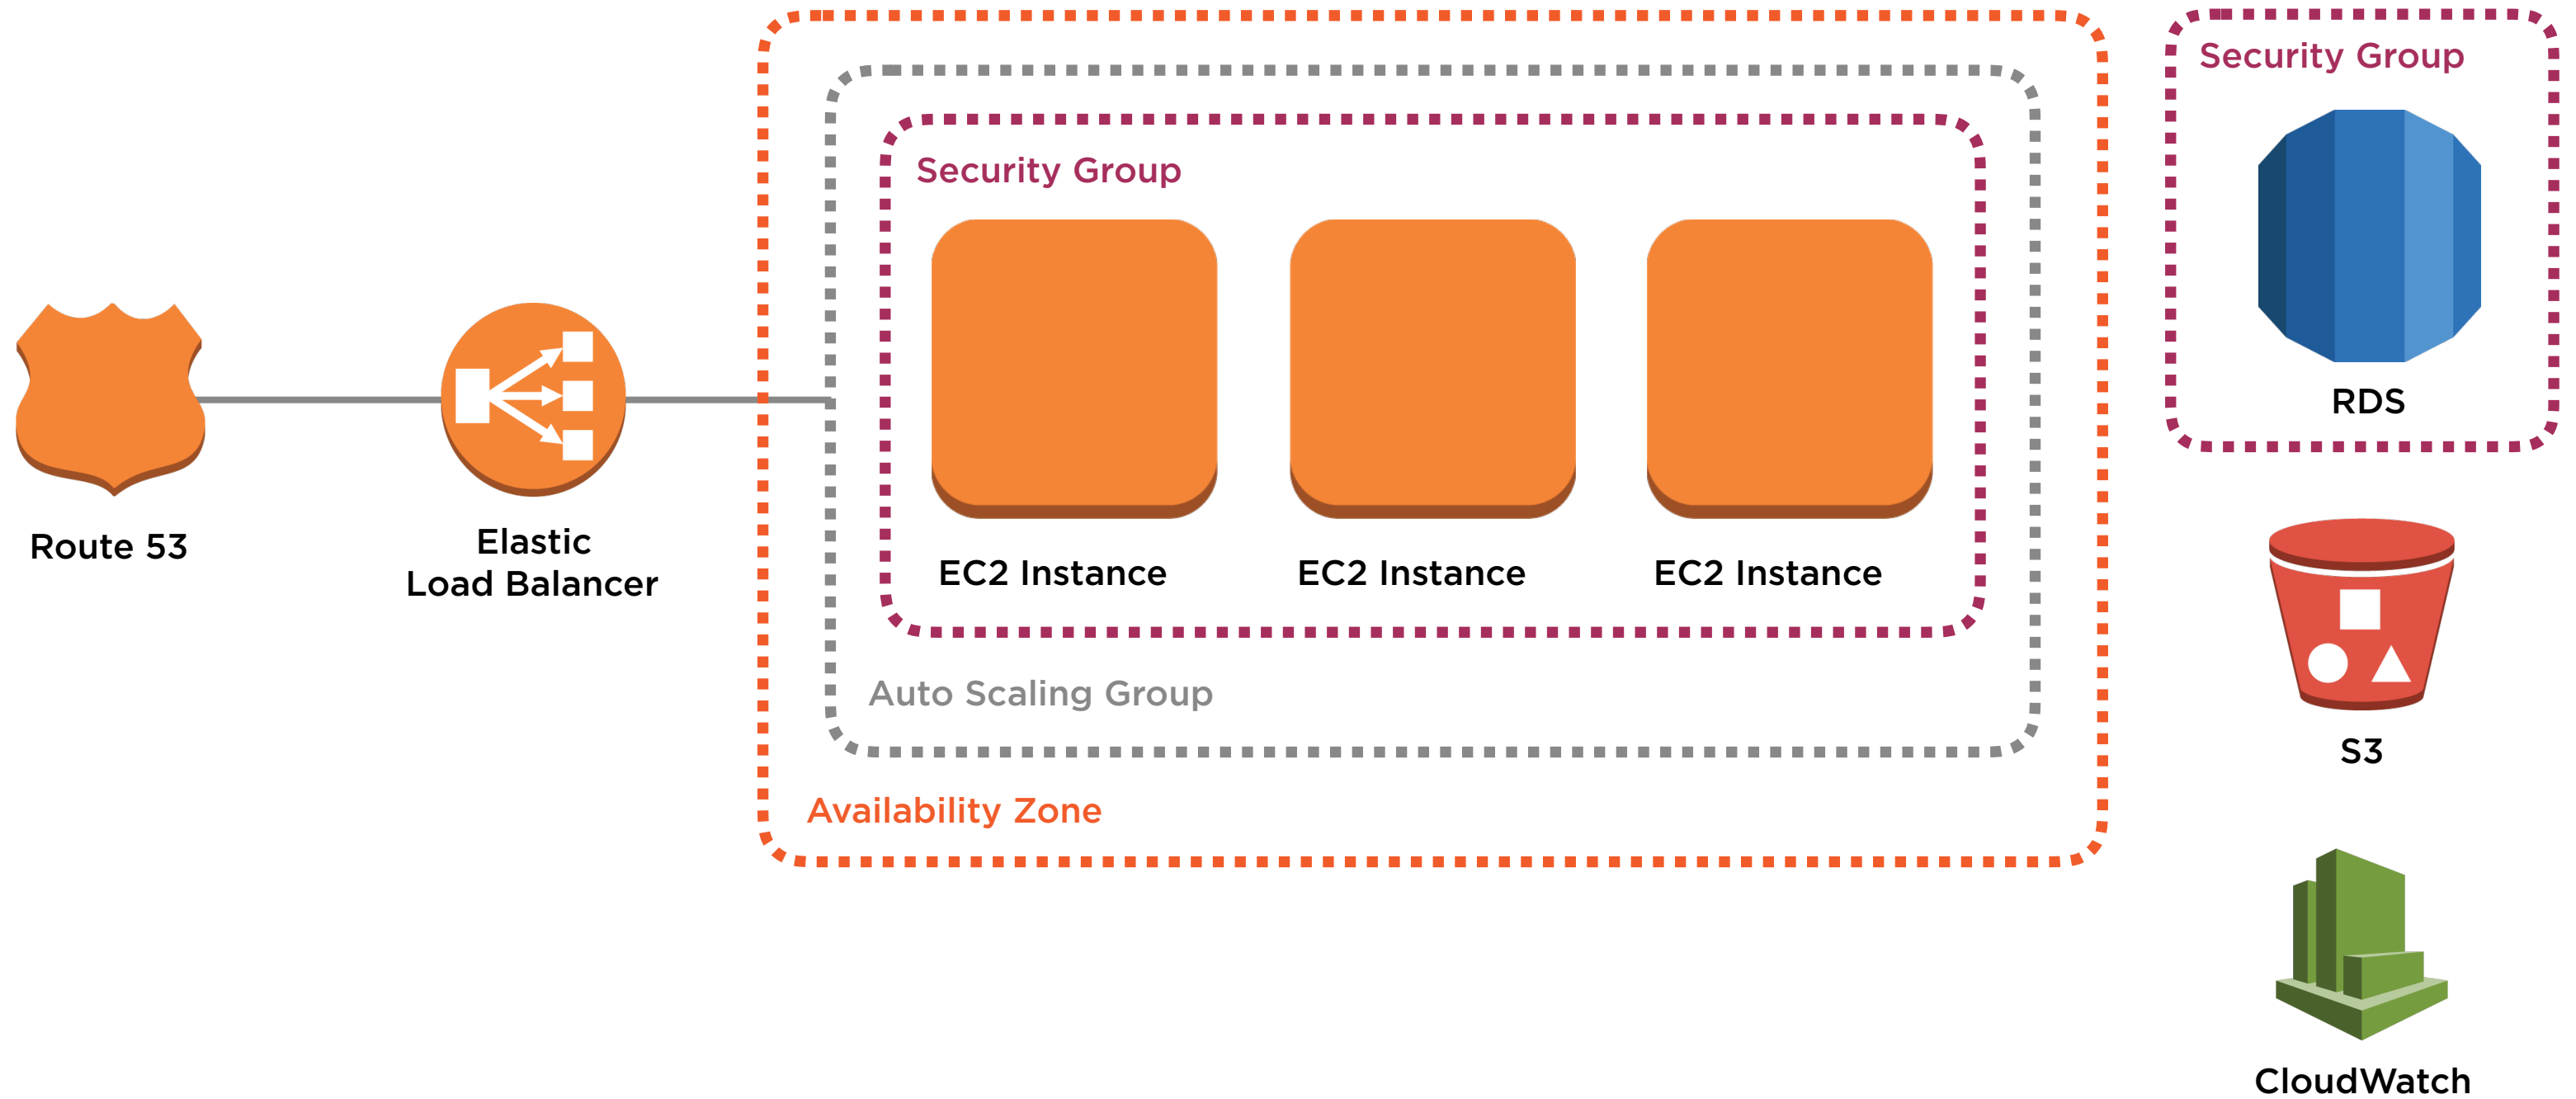 Security Group
Security Group
RDS
Route 53
Elastic
Load Balancer
EC2 Instance
EC2 Instance
EC2 Instance
Auto Scaling Group
S3
Availability Zone
CloudWatch